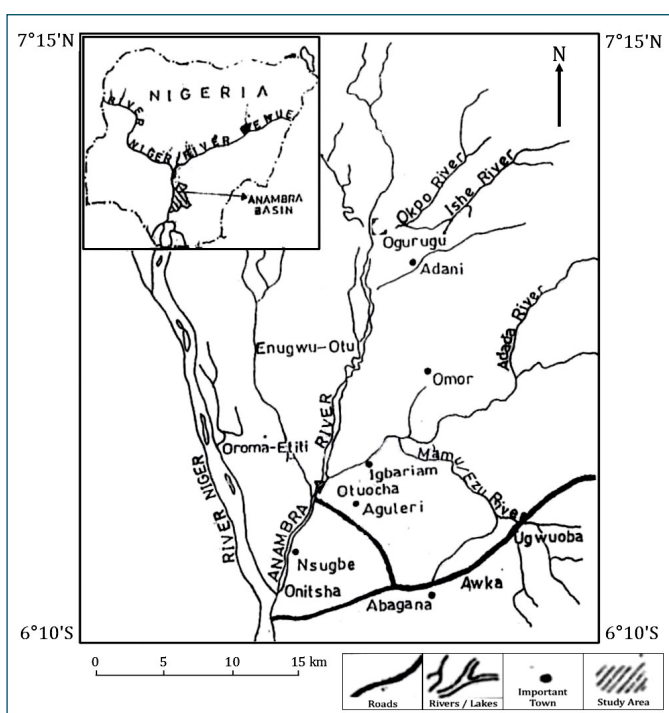 7°15'N
7°15'N
N
NIGERIA
RIVER
NIGER
RIVER
BENUE
ANAMBRA
BASIN
Okpo River
Ishe River
Ogurugu
Adani
Adada River
Enugwu-Otu
Omor
RIVER
Oroma-Etiti
Mamu-Ezu River
Igbariam
Otuocha
Aguleri
RIVER NIGER
ANAMBRA
Ugwuoba
Nsugbe
Onitsha
Awka
Abagana
6°10'S
6°10'S
0 5 10 15 km
Roads
Rivers / Lakes
Important
Town
Study Area